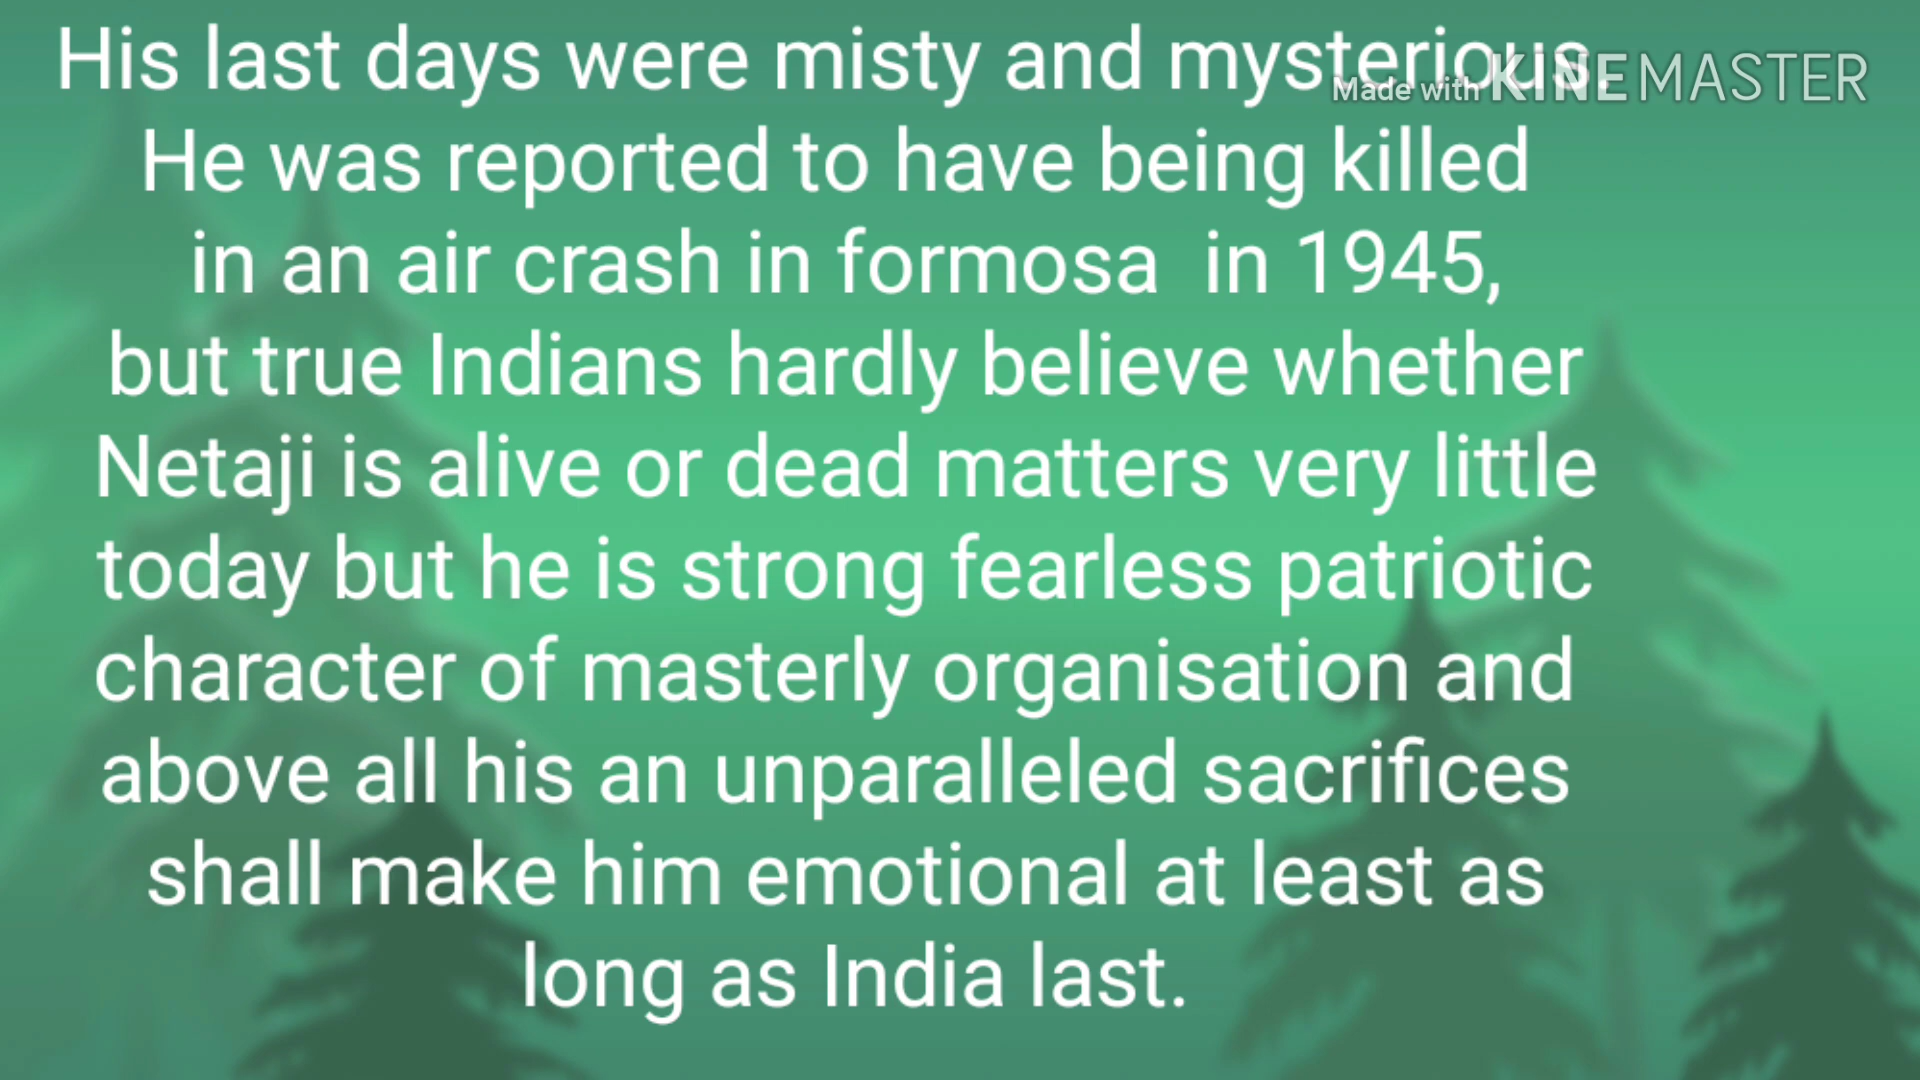 His last days were misty and mysterious.
Made with KINEMASTER
He was reported to have being killed
in an air crash in formosa in 1945,
but true Indians hardly believe whether
Netaji is alive or dead matters very little
today but he is strong fearless patriotic
character of masterly organisation and
above all his an unparalleled sacrifices
shall make him emotional at least as
long as India last.